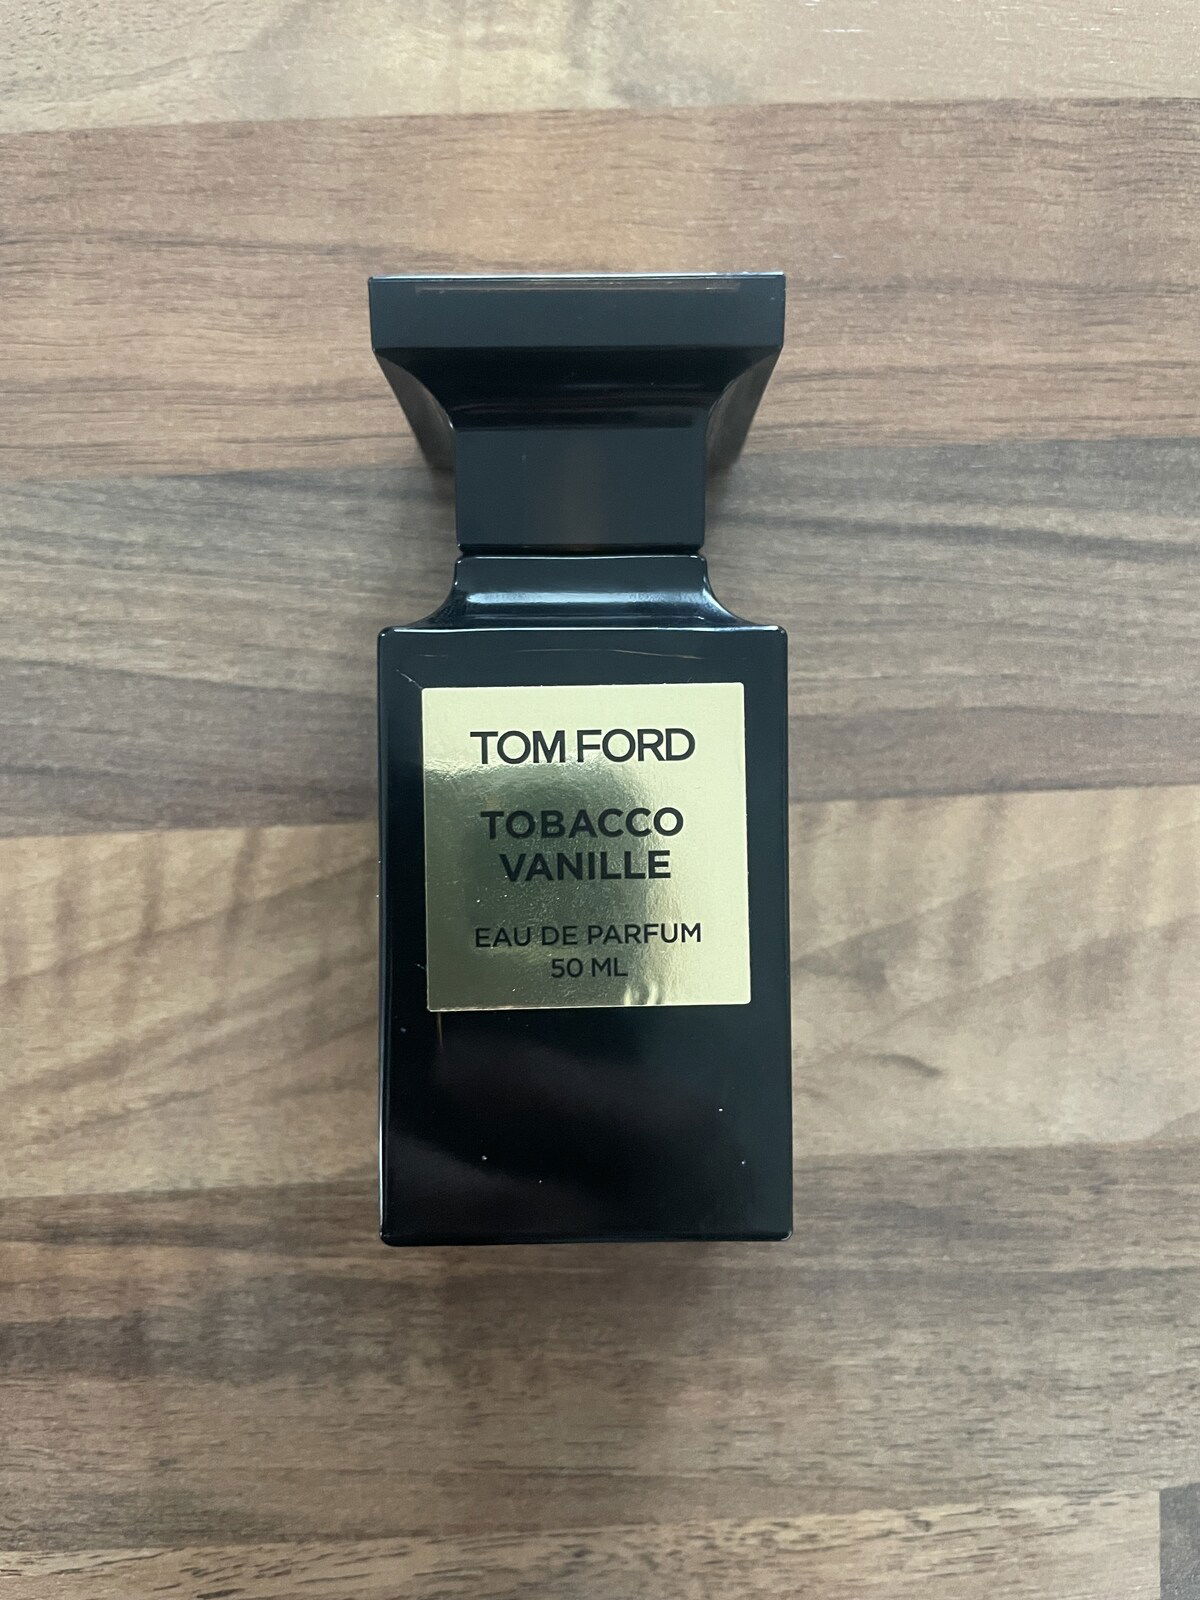 TOM FORD
TOBACCO
VANILLE
EAU DE PARFUM
50 ML